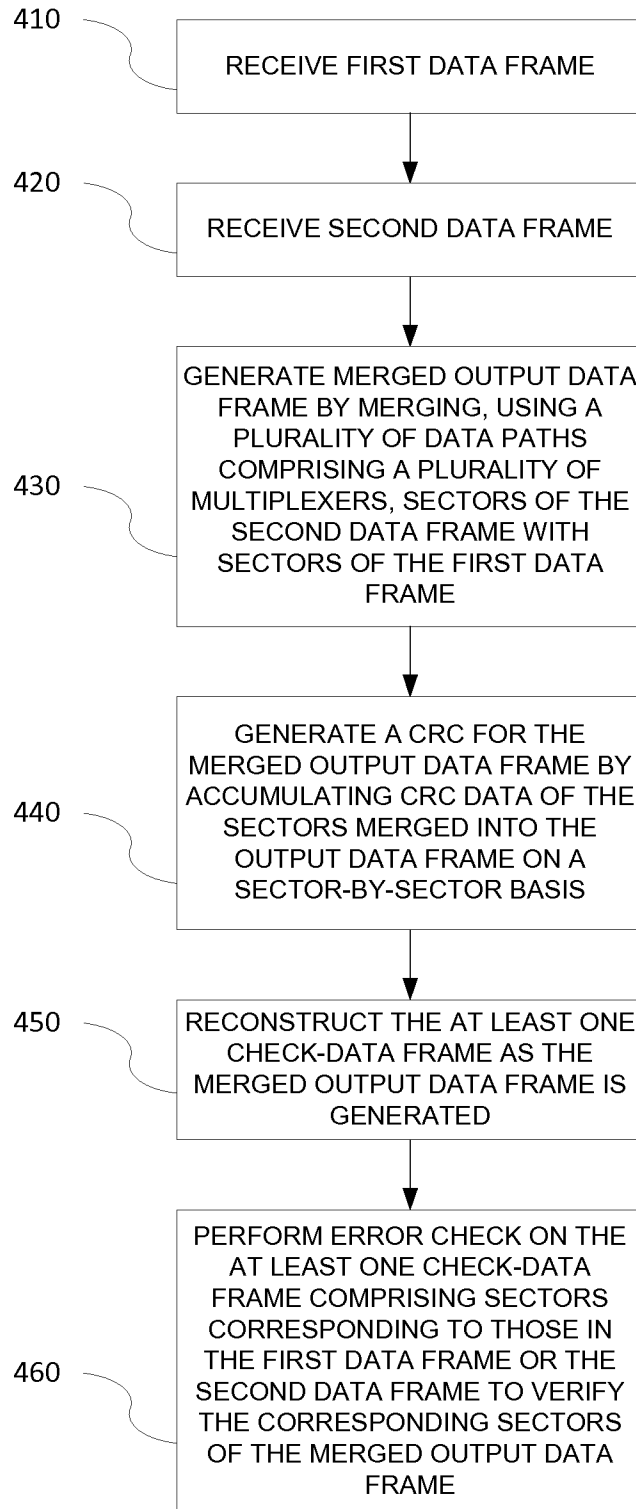 410
RECEIVE FIRST DATA FRAME
420
RECEIVE SECOND DATA FRAME
430
GENERATE MERGED OUTPUT DATA
FRAME BY MERGING, USING A
PLURALITY OF DATA PATHS
COMPRISING A PLURALITY OF
MULTIPLEXERS, SECTORS OF THE
SECOND DATA FRAME WITH
SECTORS OF THE FIRST DATA
FRAME
440
GENERATE A CRC FOR THE
MERGED OUTPUT DATA FRAME BY
ACCUMULATING CRC DATA OF THE
SECTORS MERGED INTO THE
OUTPUT DATA FRAME ON A
SECTOR-BY-SECTOR BASIS
450
RECONSTRUCT THE AT LEAST ONE
CHECK-DATA FRAME AS THE
MERGED OUTPUT DATA FRAME IS
GENERATED
460
PERFORM ERROR CHECK ON THE
AT LEAST ONE CHECK-DATA
FRAME COMPRISING SECTORS
CORRESPONDING TO THOSE IN
THE FIRST DATA FRAME OR THE
SECOND DATA FRAME TO VERIFY
THE CORRESPONDING SECTORS
OF THE MERGED OUTPUT DATA
FRAME